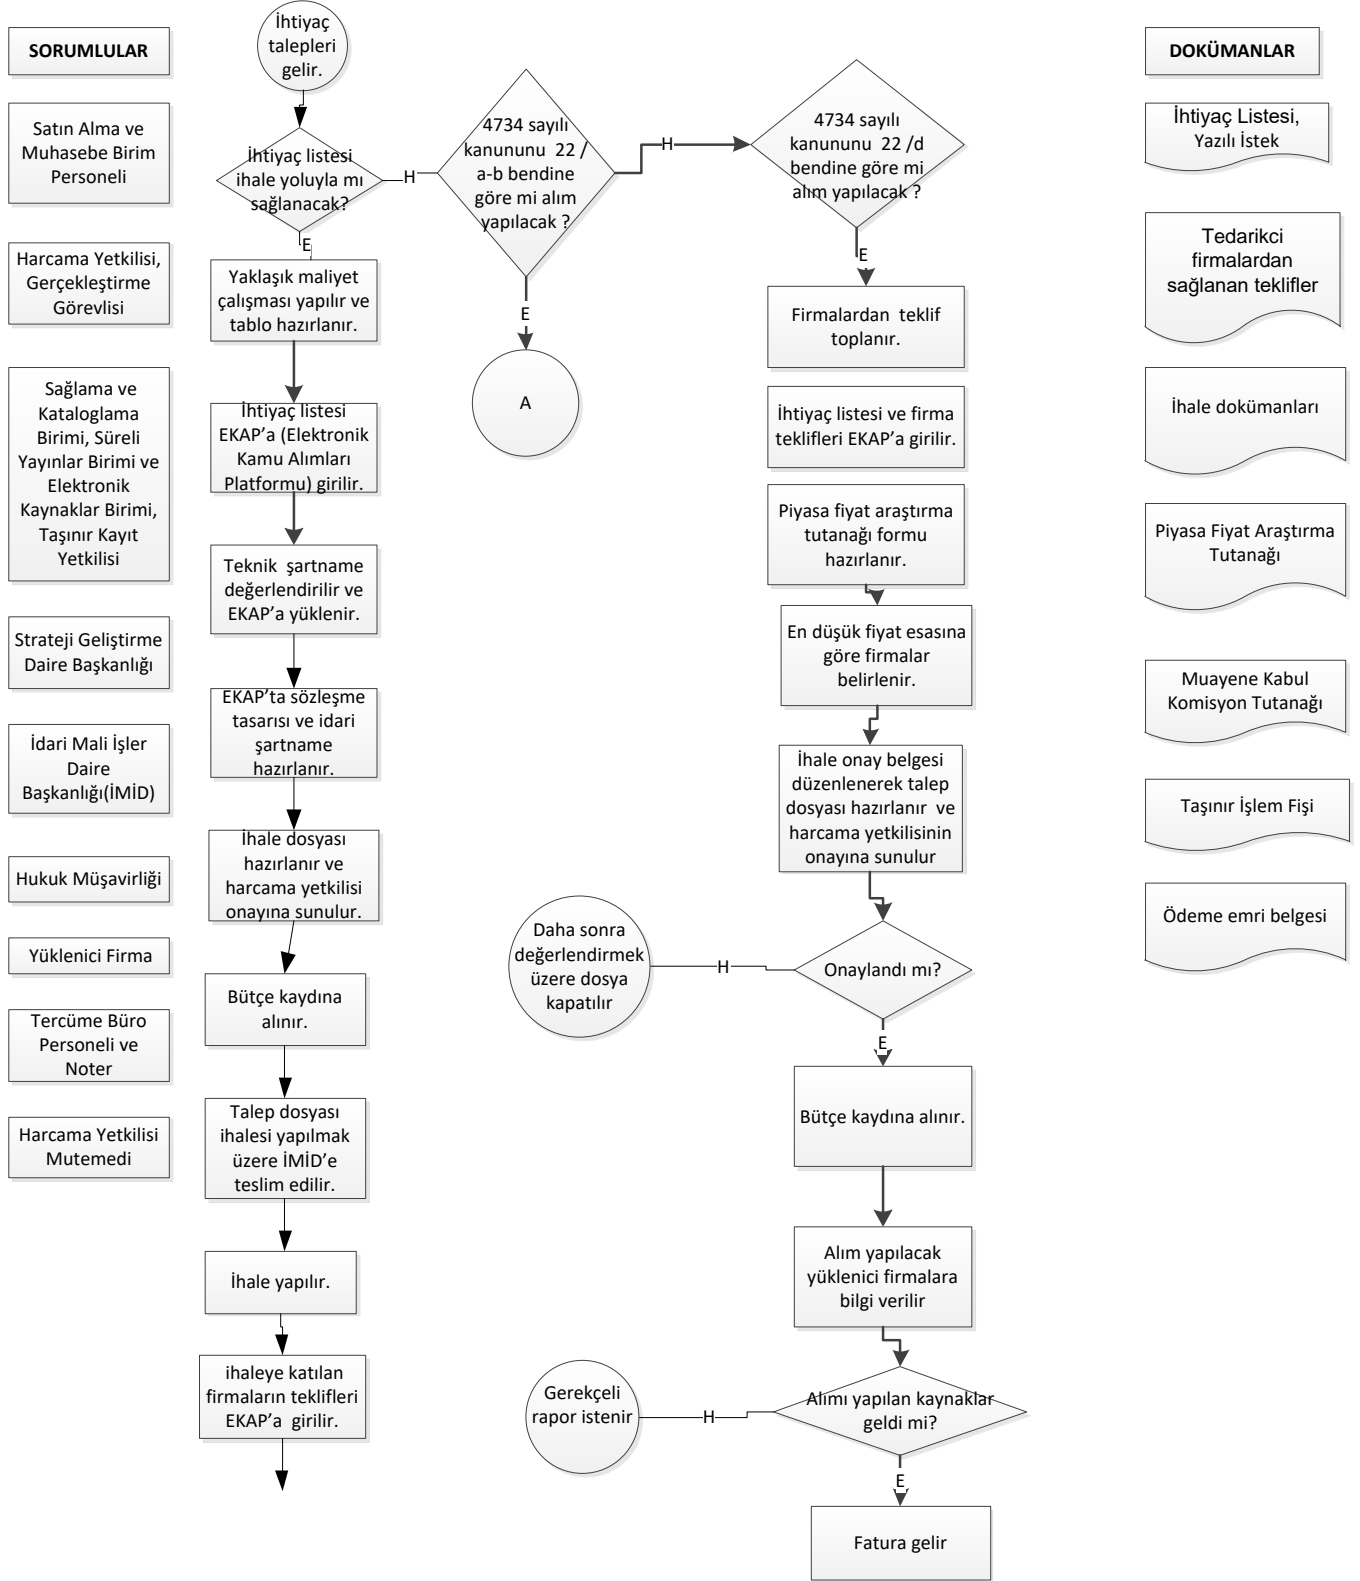 SORUMLULAR
Satın Alma ve
Muhasebe Birim
Personeli
Harcama Yetkilisi,
Gerçekleştirme
Görevlisi
Sağlama ve
Kataloglama
Birimi, Süreli
Yayınlar Birimi ve
Elektronik
Kaynaklar Birimi,
Taşınır Kayıt
Yetkilisi
Strateji Geliştirme
Daire Başkanlığı
İdari Mali İşler
Daire
Başkanlığı(İMİD)
Hukuk Müşavirliği
Yüklenici Firma
Tercüme Büro
Personeli ve
Noter
Harcama Yetkilisi
Mutemedi
İhtiyaç
talepleri
gelir.
İhtiyaç listesi
ihale yoluyla mı
sağlanacak?
H
E
Yaklaşık maliyet
çalışması yapılır ve
tablo hazırlanır.
İhtiyaç listesi
EKAP’a (Elektronik
Kamu Alımları
Platformu) girilir.
Teknik şartname
değerlendirilir ve
EKAP’a yüklenir.
EKAP’ta sözleşme
tasarısı ve idari
şartname
hazırlanır.
İhale dosyası
hazırlanır ve
harcama yetkilisi
onayına sunulur.
Bütçe kaydına
alınır.
Talep dosyası
ihalesi yapılmak
üzere İMİD’e
teslim edilir.
İhale yapılır.
ihaleye katılan
firmaların teklifleri
EKAP’a girilir.
4734 sayılı
kanununu 22 /
a-b bendine
göre mi alım
yapılacak ?
H
E
A
4734 sayılı
kanununu 22 /d
bendine göre mi
alım yapılacak ?
E
Firmalardan teklif
toplanır.
İhtiyaç listesi ve firma
teklifleri EKAP’a girilir.
Piyasa fiyat araştırma
tutanağı formu
hazırlanır.
En düşük fiyat esasına
göre firmalar
belirlenir.
İhale onay belgesi
düzenlenerek talep
dosyası hazırlanır ve
harcama yetkilisinin
onayına sunulur
Onaylandı mı?
H
Daha sonra
değerlendirmek
üzere dosya
kapatılır
E
Bütçe kaydına alınır.
Alım yapılacak
yüklenici firmalara
bilgi verilir
Alımı yapılan kaynaklar
geldi mi?
H
Gerekçeli
rapor istenir
E
Fatura gelir
DOKÜMANLAR
İhtiyaç Listesi,
Yazılı İstek
Tedarikci
firmalardan
sağlanan teklifler
İhale dokümanları
Piyasa Fiyat Araştırma
Tutanağı
Muayene Kabul
Komisyon Tutanağı
Taşınır İşlem Fişi
Ödeme emri belgesi